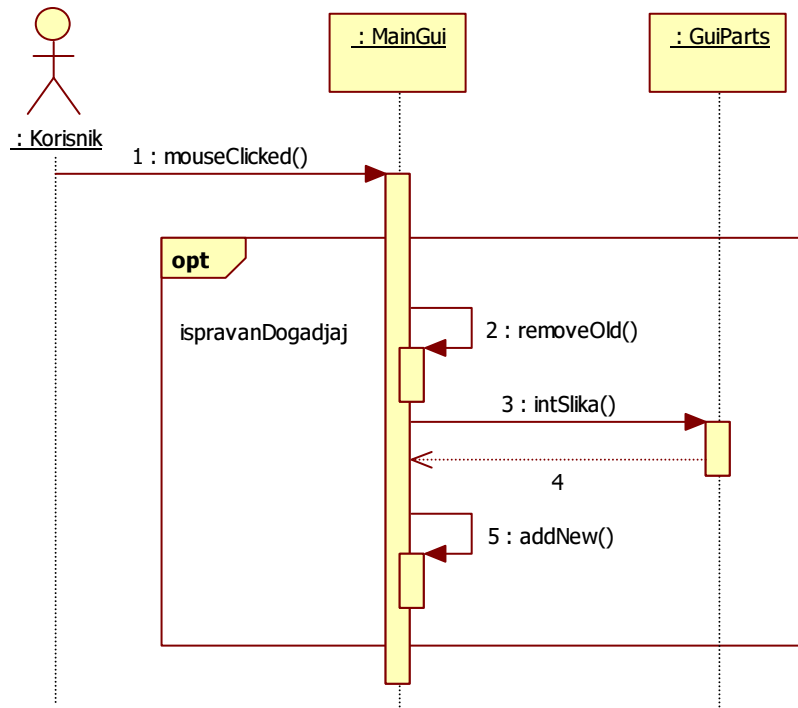 : MainGui
: GuiParts
: Korisnik
1 : mouseClicked()
opt
ispravanDogadjaj
2 : removeOld()
3 : intSlika()
4
5 : addNew()